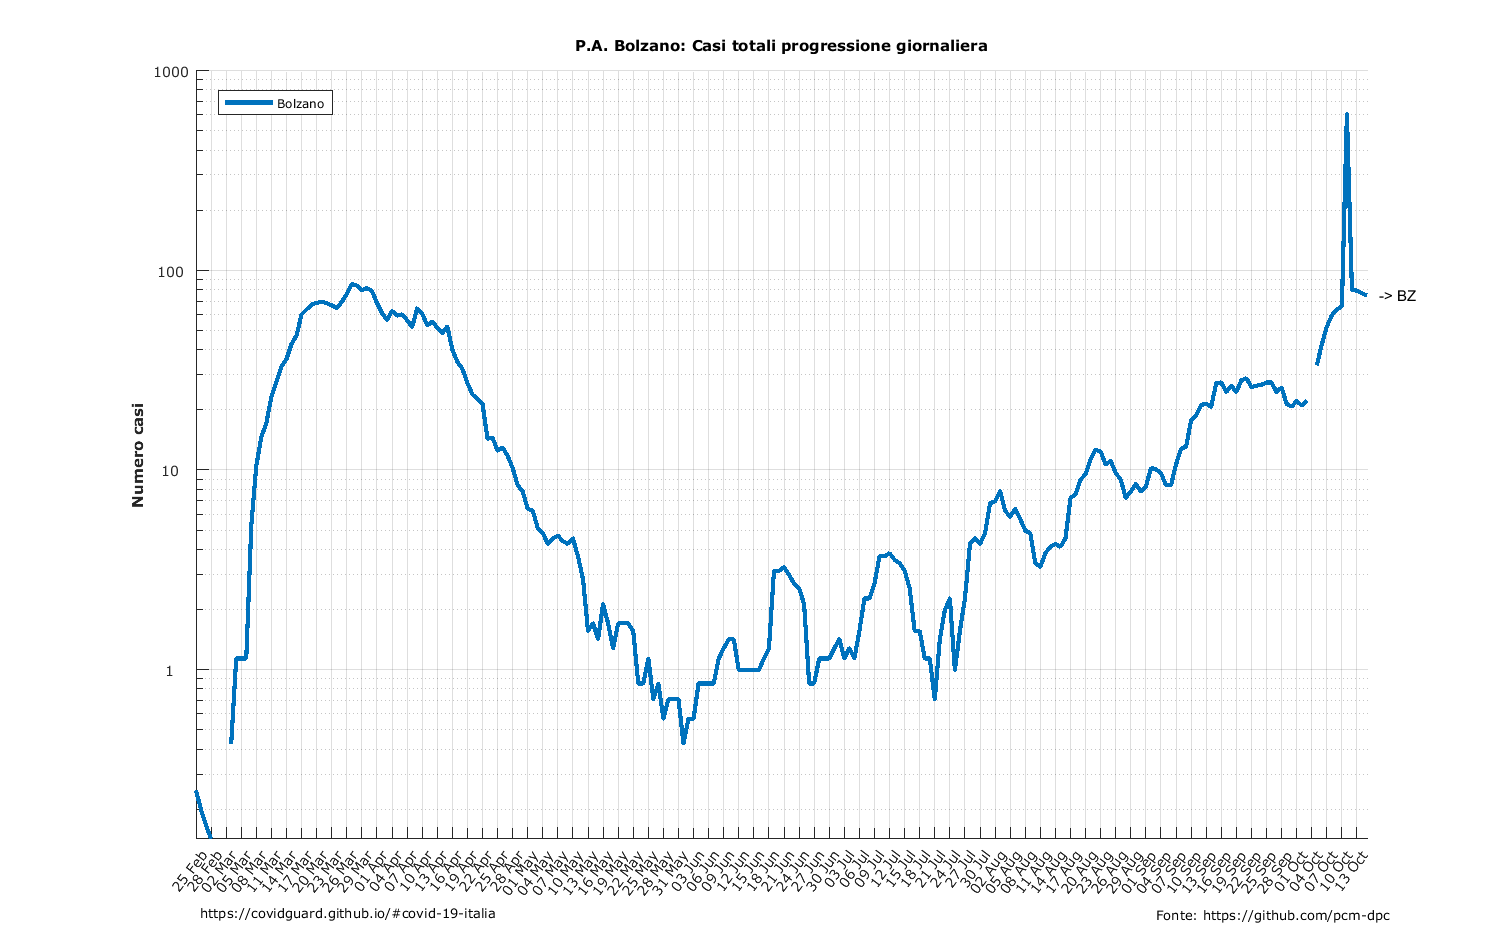 P.A. Bolzano: Casi totali progressione giornaliera
1000
Bolzano
100
-> BZ
Numero casi
10
1
25 Feb
28 Feb
02 Mar
05 Mar
08 Mar
11 Mar
14 Mar
17 Mar
20 Mar
23 Mar
26 Mar
29 Mar
01 Apr
04 Apr
07 Apr
10 Apr
13 Apr
16 Apr
19 Apr
22 Apr
25 Apr
28 Apr
01 May
04 May
07 May
10 May
13 May
16 May
19 May
22 May
25 May
28 May
31 May
03 Jun
06 Jun
09 Jun
12 Jun
15 Jun
18 Jun
21 Jun
24 Jun
27 Jun
30 Jun
03 Jul
06 Jul
09 Jul
12 Jul
15 Jul
18 Jul
21 Jul
24 Jul
27 Jul
30 Jul
02 Aug
05 Aug
08 Aug
11 Aug
14 Aug
17 Aug
20 Aug
23 Aug
26 Aug
29 Aug
01 Sep
04 Sep
07 Sep
10 Sep
13 Sep
16 Sep
19 Sep
22 Sep
25 Sep
28 Sep
01 Oct
04 Oct
07 Oct
10 Oct
13 Oct
https://covidguard.github.io/#covid-19-italia
Fonte: https://github.com/pcm-dpc